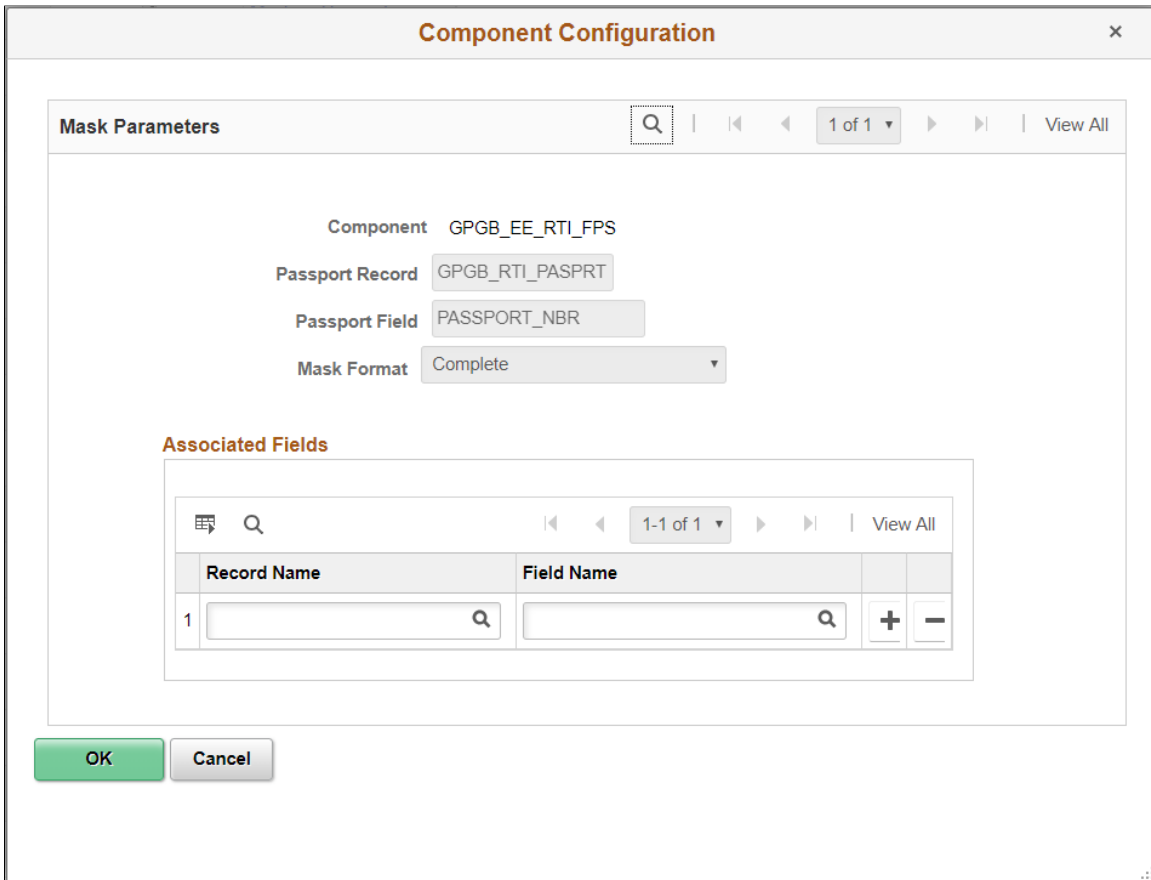 Component Configuration
×
Mask Parameters
1 of 1
View All
Component GPGB_EE_RTI_FPS
Passport Record GPGB_RTI_PASPRT
Passport Field PASSPORT_NBR
Mask Format Complete
Associated Fields
1-1 of 1
View All
Record Name Field Name
1
OK Cancel